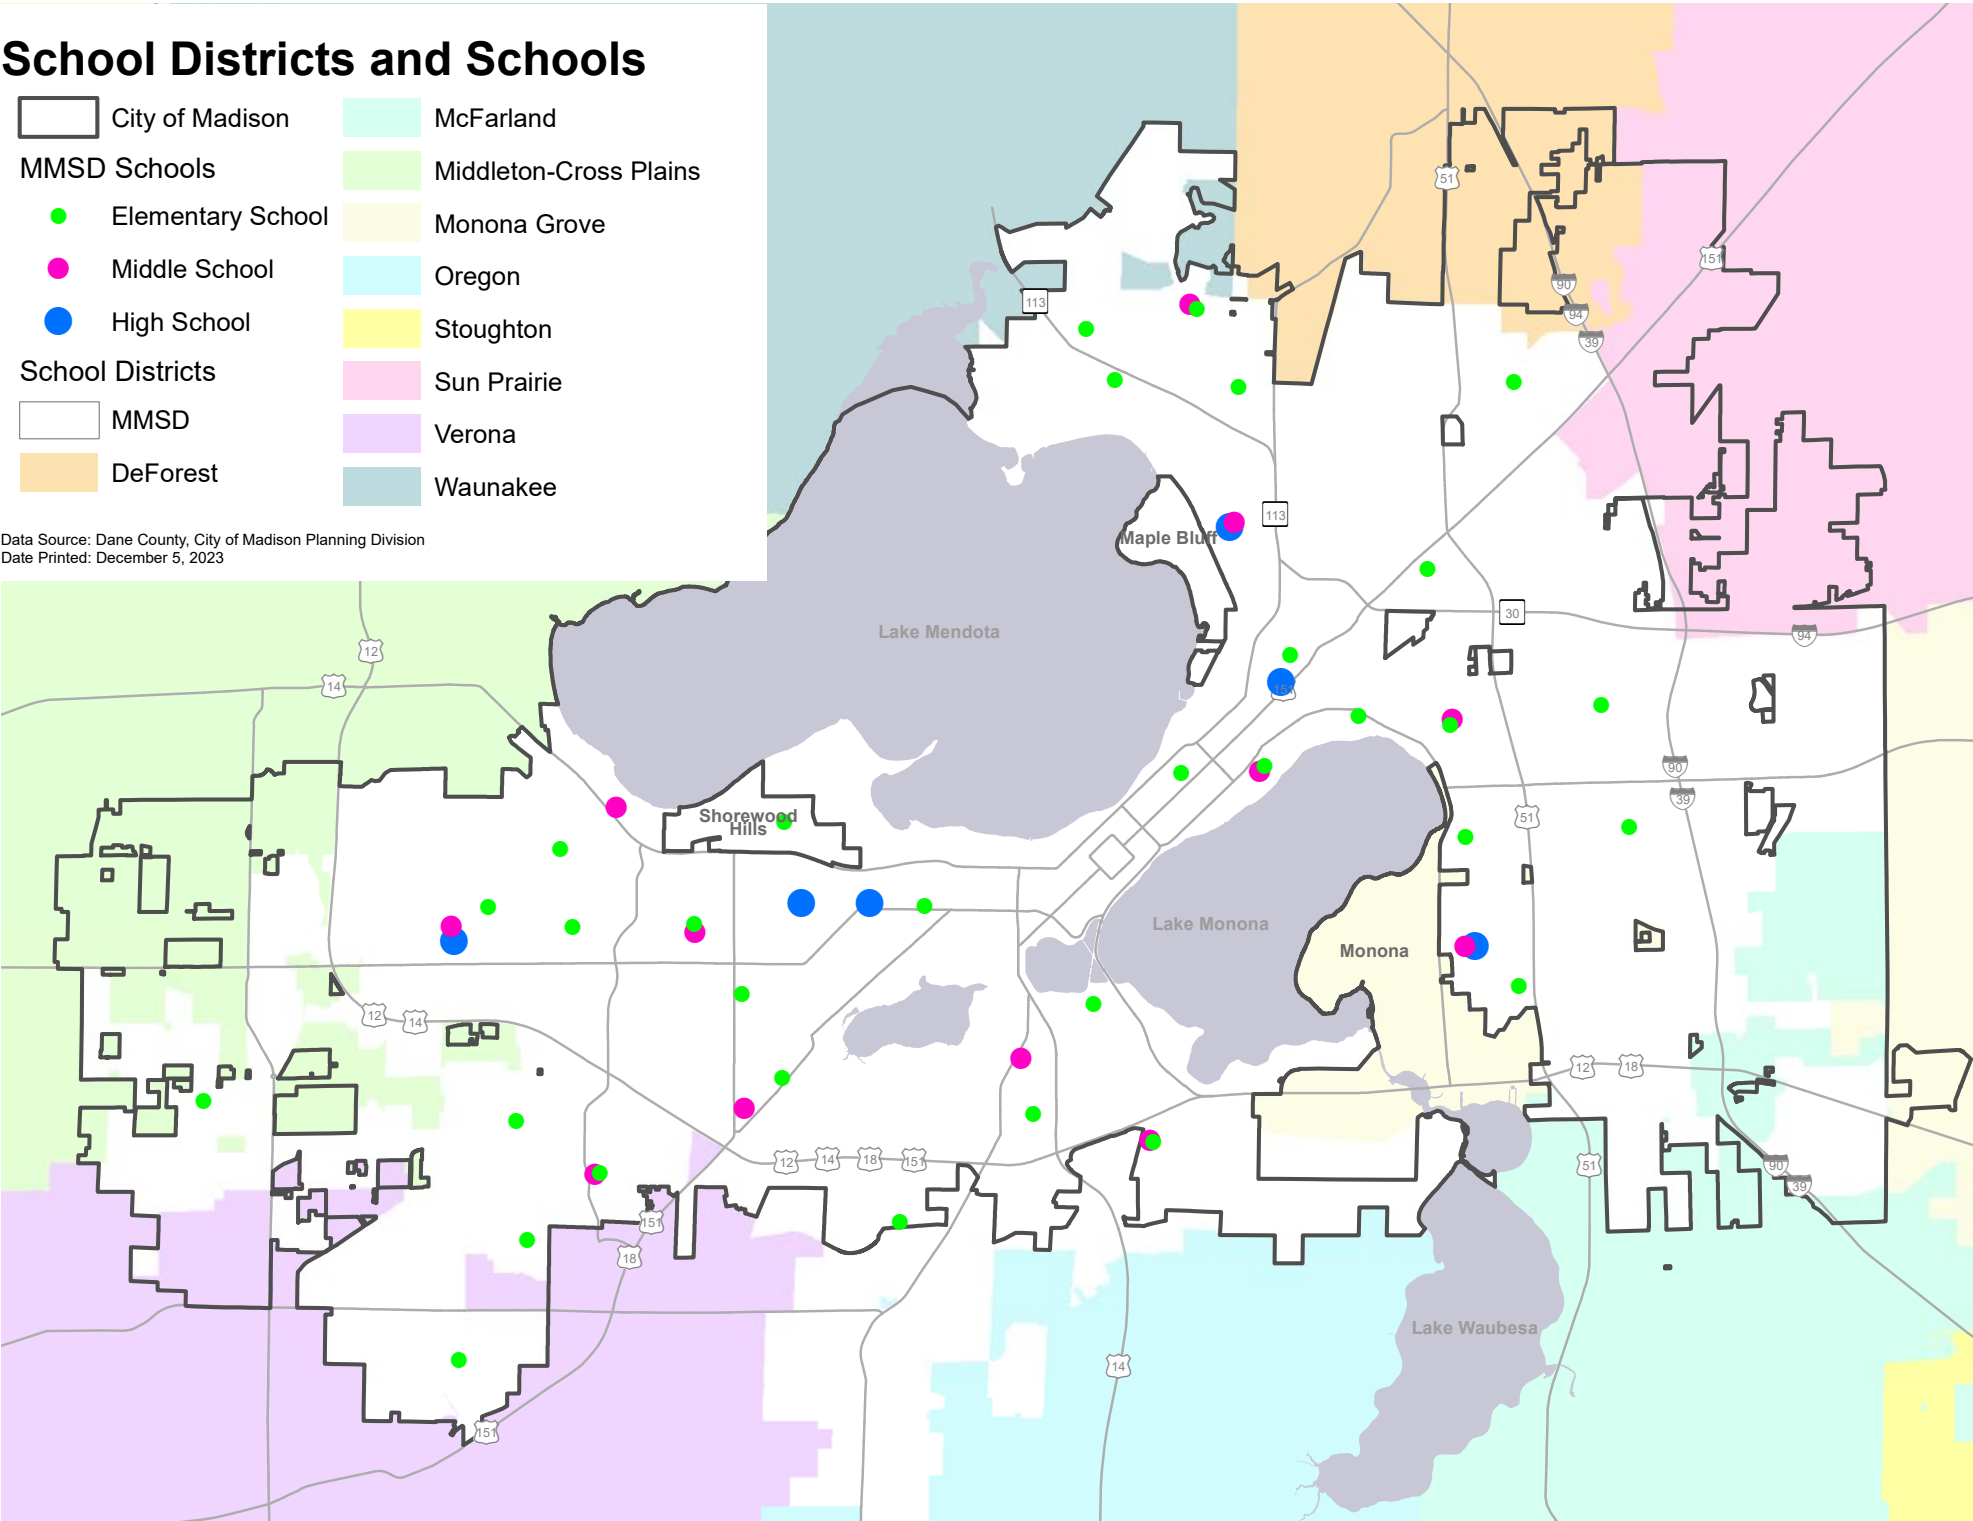 School Districts and Schools
City of Madison
MMSD Schools
Elementary School
Middle School
High School
School Districts
MMSD
DeForest
McFarland
Middleton-Cross Plains
Monona Grove
Oregon
Stoughton
Sun Prairie
Verona
Waunakee
Data Source: Dane County, City of Madison Planning Division
Date Printed: December 5, 2023
51
151
90
94
39
113
113
Maple Bluff
30
94
Lake Mendota
12
14
151
90
39
51
Shorewood
Hills
Lake Monona
Monona
12
14
12
18
12
14
18
151
51
90
39
151
18
Lake Waubesa
14
151